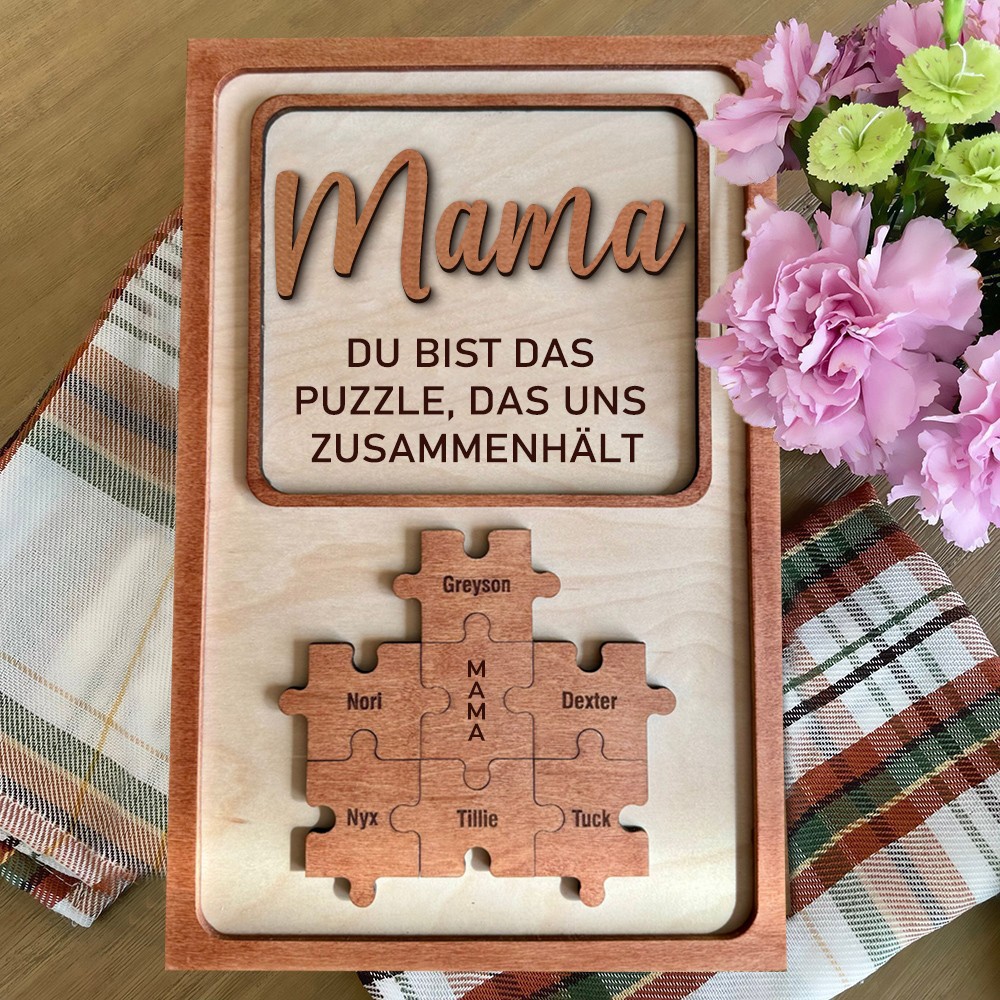 Mama
DU BIST DAS
PUZZLE, DAS UNS
ZUSAMMENHÄLT
Greyson
Nori
MAMA
Dexter
Nyx
Tillie
Tuck